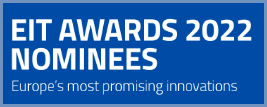 EIT AWARDS 2022
NOMINEES
Europe's most promising innovations